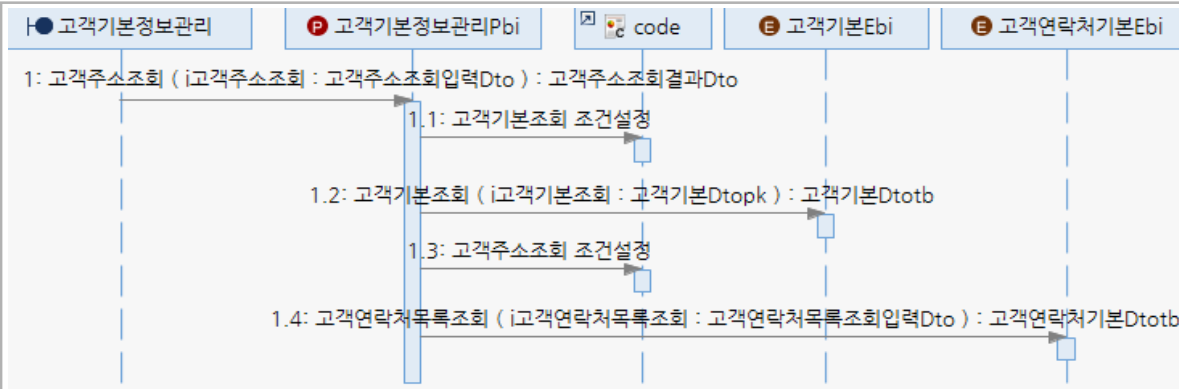 고객기본정보관리
P 고객기본정보관리Pbi
code
E 고객기본Ebi
E 고객연락처기본Ebi
1: 고객주소조회 ( i고객주소조회 : 고객주소조회입력Dto ) : 고객주소조회결과Dto
1.1: 고객기본조회 조건설정
1.2: 고객기본조회 ( i고객기본조회 : 고객기본Dtopk ) : 고객기본Dtotb
1.3: 고객주소조회 조건설정
1.4: 고객연락처목록조회 ( i고객연락처목록조회 : 고객연락처목록조회입력Dto ) : 고객연락처기본Dtotb